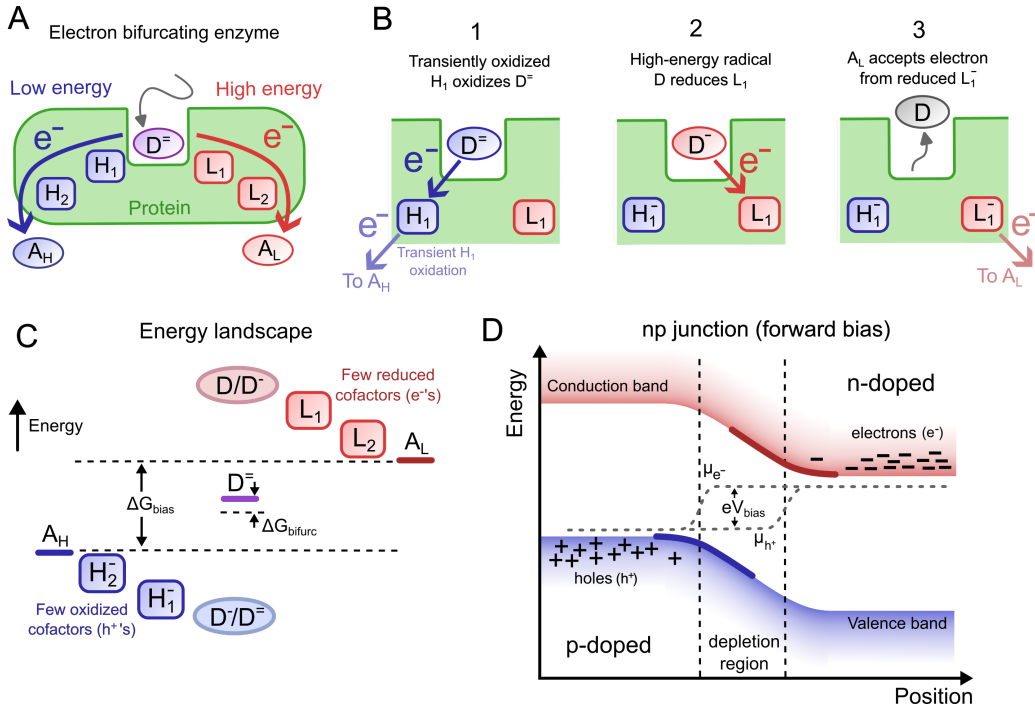 A
Electron bifurcating enzyme
Low energy
High energy
e⁻
e⁻
D⁼
H₁
L₁
H₂
L₂
Protein
A_H
A_L
B
1
Transiently oxidized
H₁ oxidizes D⁼
D⁼
e⁻
H₁
L₁
e⁻
Transient H₁
oxidation
To A_H
2
High-energy radical
D reduces L₁
D⁻
e⁻
H₁⁻
L₁
3
A_L accepts electron
from reduced L₁⁻
D
H₁⁻
L₁⁻
e⁻
To A_L
C
Energy landscape
Energy
D/D⁻
Few reduced
cofactors (e⁻'s)
L₁
L₂
A_L
D⁼
ΔG_bias
ΔG_bifurc
A_H
H₂⁻
H₁⁻
D⁻/D⁼
Few oxidized
cofactors (h⁺'s)
D
np junction (forward bias)
Energy
Conduction band
n-doped
electrons (e⁻)
μ_e⁻
eV_bias
μ_h⁺
holes (h⁺)
Valence band
p-doped
depletion
region
Position